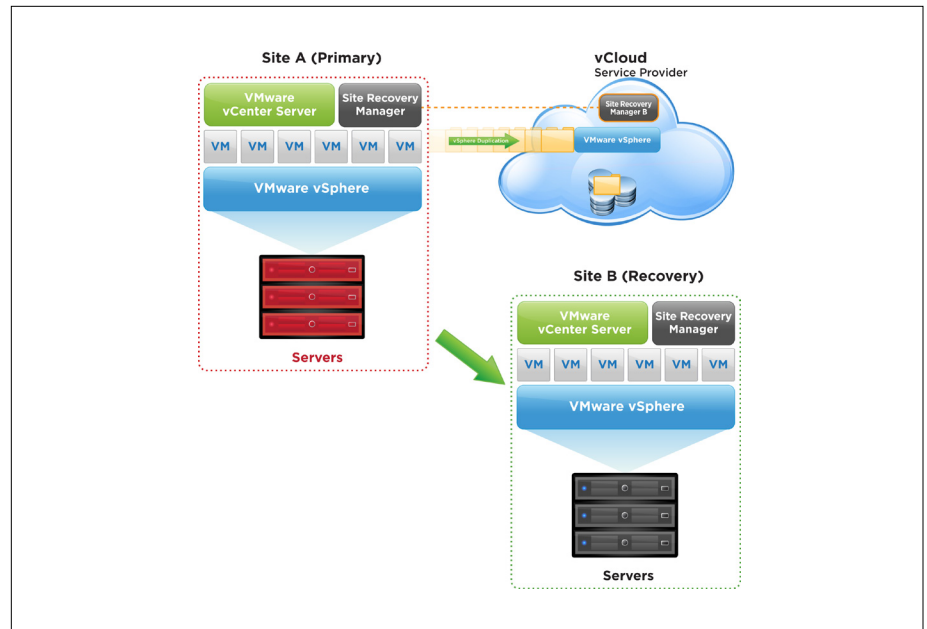 Site A (Primary)
VMware
vCenter Server
Site Recovery
Manager
VM
VM
VM
VM
VM
VM
VMware vSphere
Servers
vCloud
Service Provider
Site Recovery
Manager B
vSphere Duplication
VMware vSphere
Site B (Recovery)
VMware
vCenter Server
Site Recovery
Manager
VM
VM
VM
VM
VM
VM
VMware vSphere
Servers